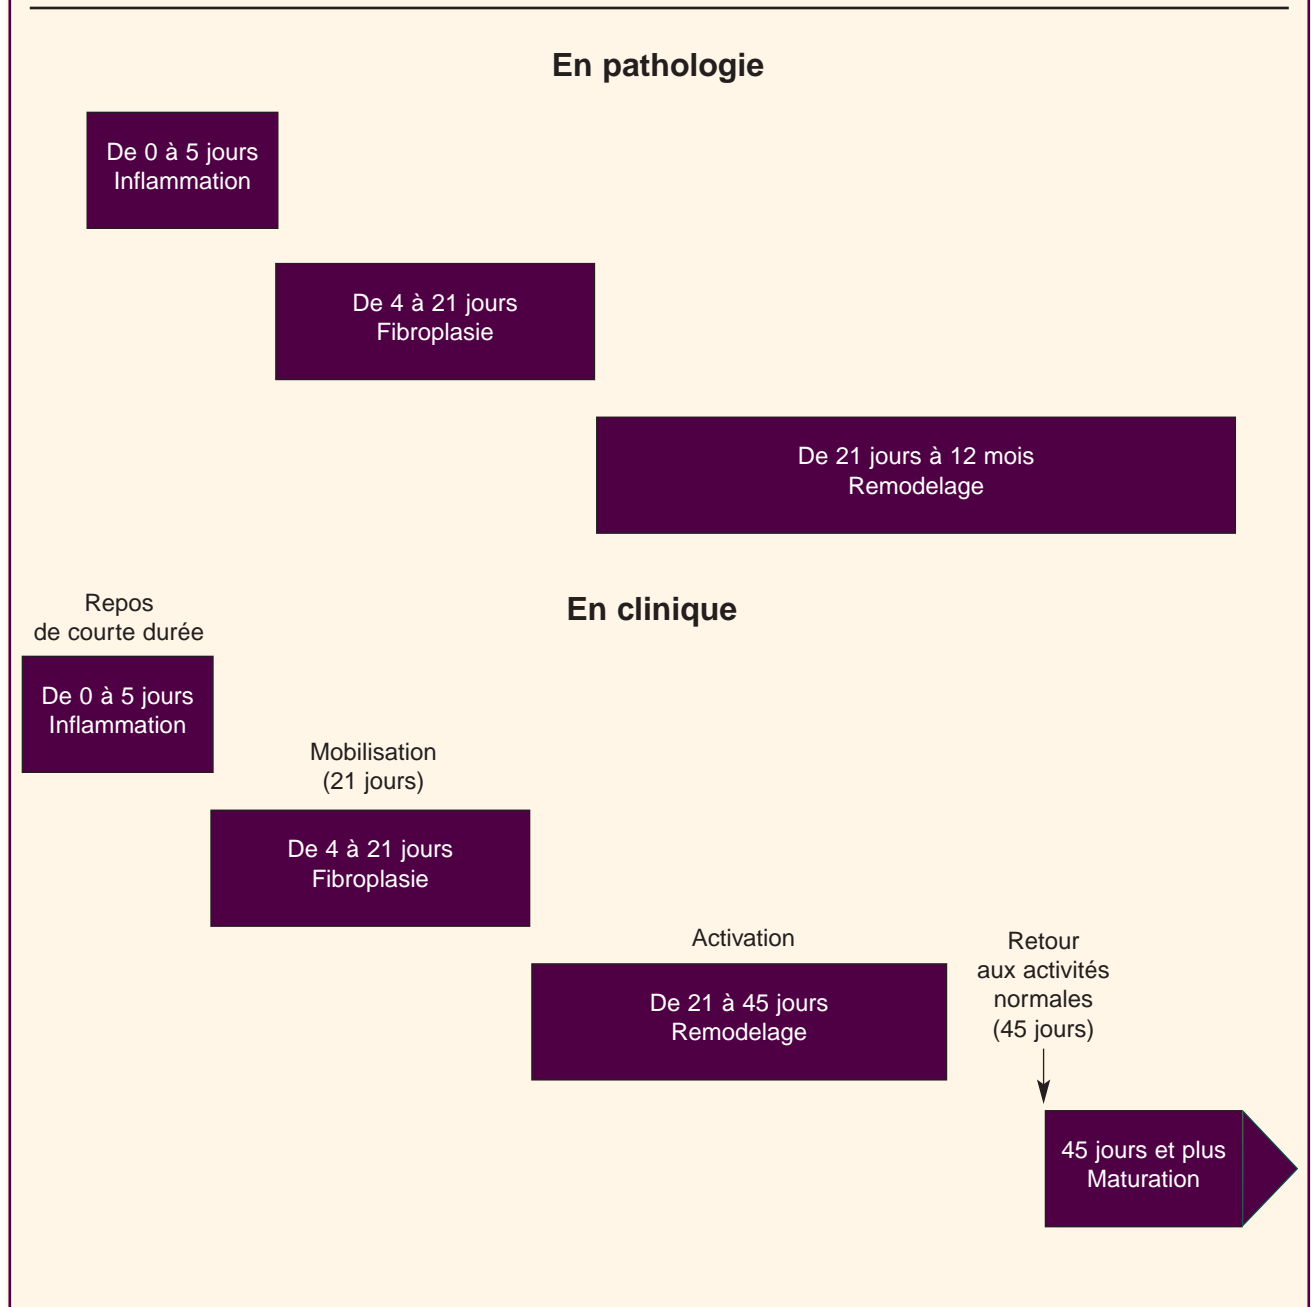 En pathologie
De 0 à 5 jours
Inflammation
De 4 à 21 jours
Fibroplasie
De 21 jours à 12 mois
Remodelage
En clinique
Repos
de courte durée
De 0 à 5 jours
Inflammation
Mobilisation
(21 jours)
De 4 à 21 jours
Fibroplasie
Activation
De 21 à 45 jours
Remodelage
Retour
aux activités
normales
(45 jours)
45 jours et plus
Maturation